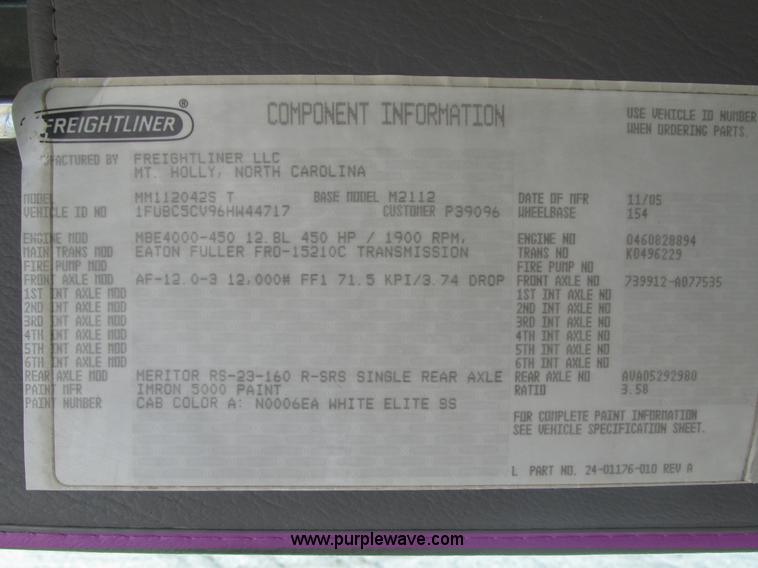 FREIGHTLINER ®
COMPONENT INFORMATION
USE VEHICLE ID NUMBER
WHEN ORDERING PARTS.
FACTURED BY FREIGHTLINER LLC
MT. HOLLY, NORTH CAROLINA
MODEL MM112042S T BASE MODEL M2112 DATE OF MFR 11/05
VEHICLE ID NO 1FUBC5CV96HW44717 CUSTOMER P39096 WHEELBASE 154
ENGINE MOD MBE4000-450 12.8L 450 HP / 1900 RPM, ENGINE NO 0460828894
MAIN TRANS MOD EATON FULLER FRO-15210C TRANSMISSION TRANS NO K0496229
FIRE PUMP MOD FIRE PUMP NO
FRONT AXLE MOD AF-12.0-3 12,000# FF1 71.5 KPI/3.74 DROP FRONT AXLE NO 739912-A077535
1ST INT AXLE MOD 1ST INT AXLE NO
2ND INT AXLE MOD 2ND INT AXLE NO
3RD INT AXLE MOD 3RD INT AXLE NO
4TH INT AXLE MOD 4TH INT AXLE NO
5TH INT AXLE MOD 5TH INT AXLE NO
6TH INT AXLE MOD 6TH INT AXLE NO
REAR AXLE MOD MERITOR RS-23-160 R-SRS SINGLE REAR AXLE REAR AXLE NO AVA05292980
PAINT MFR IMRON 5000 PAINT RATIO 3.58
PAINT NUMBER CAB COLOR A: N0006EA WHITE ELITE SS
FOR COMPLETE PAINT INFORMATION
SEE VEHICLE SPECIFICATION SHEET.
L PART NO. 24-01176-010 REV A
www.purplewave.com